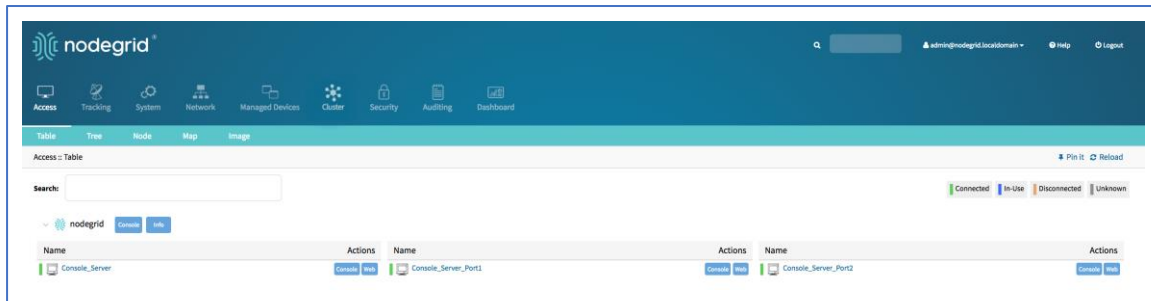 nodegrid®
admin@nodegrid.localdomain Help Logout
Access Tracking System Network Managed Devices Cluster Security Auditing Dashboard
Table Tree Node Map Image
Access :: Table Pin it Reload
Search: Connected In-Use Disconnected Unknown
nodegrid Console Info
Name Actions Name Actions Name Actions
Console_Server Console Web Console_Server_Port1 Console Web Console_Server_Port2 Console Web